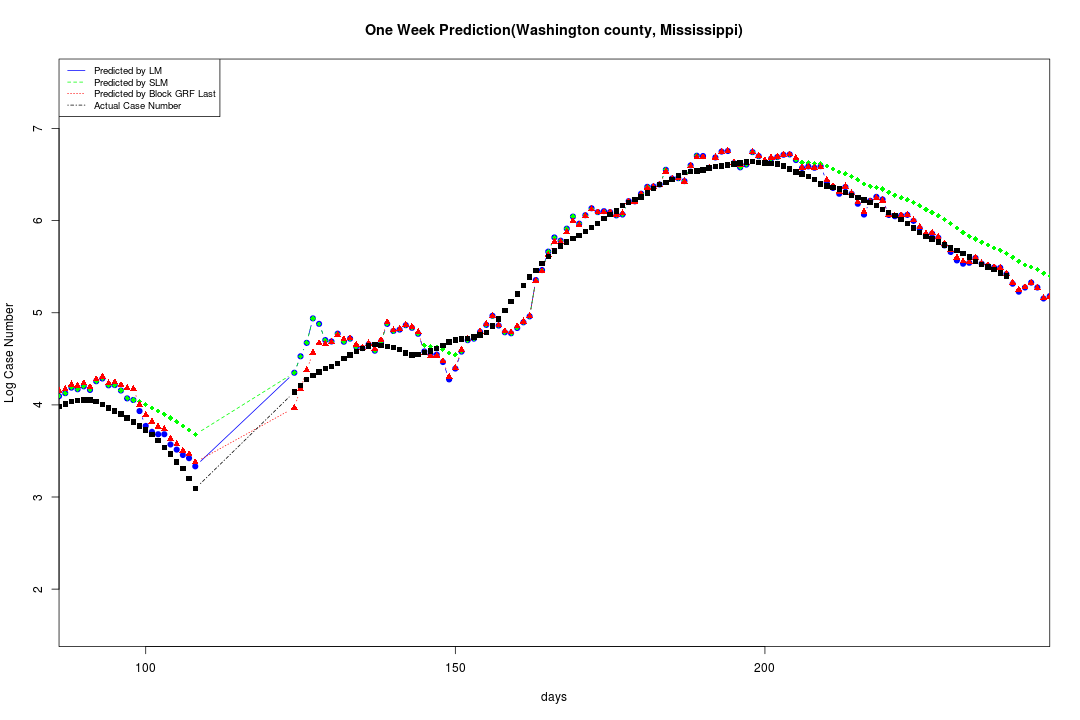 One Week Prediction(Washington county, Mississippi)
Predicted by LM
Predicted by SLM
Predicted by Block GRF Last
Actual Case Number
7
6
5
4
3
2
Log Case Number
100 150 200
days